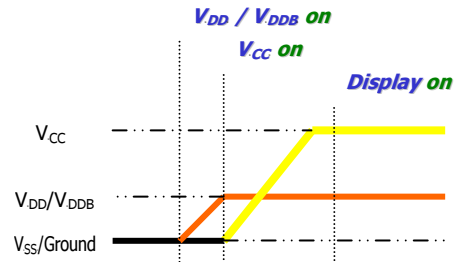 VDD / VDDB on
VCC on
Display on
VCC
VDD/VDDB
VSS/Ground